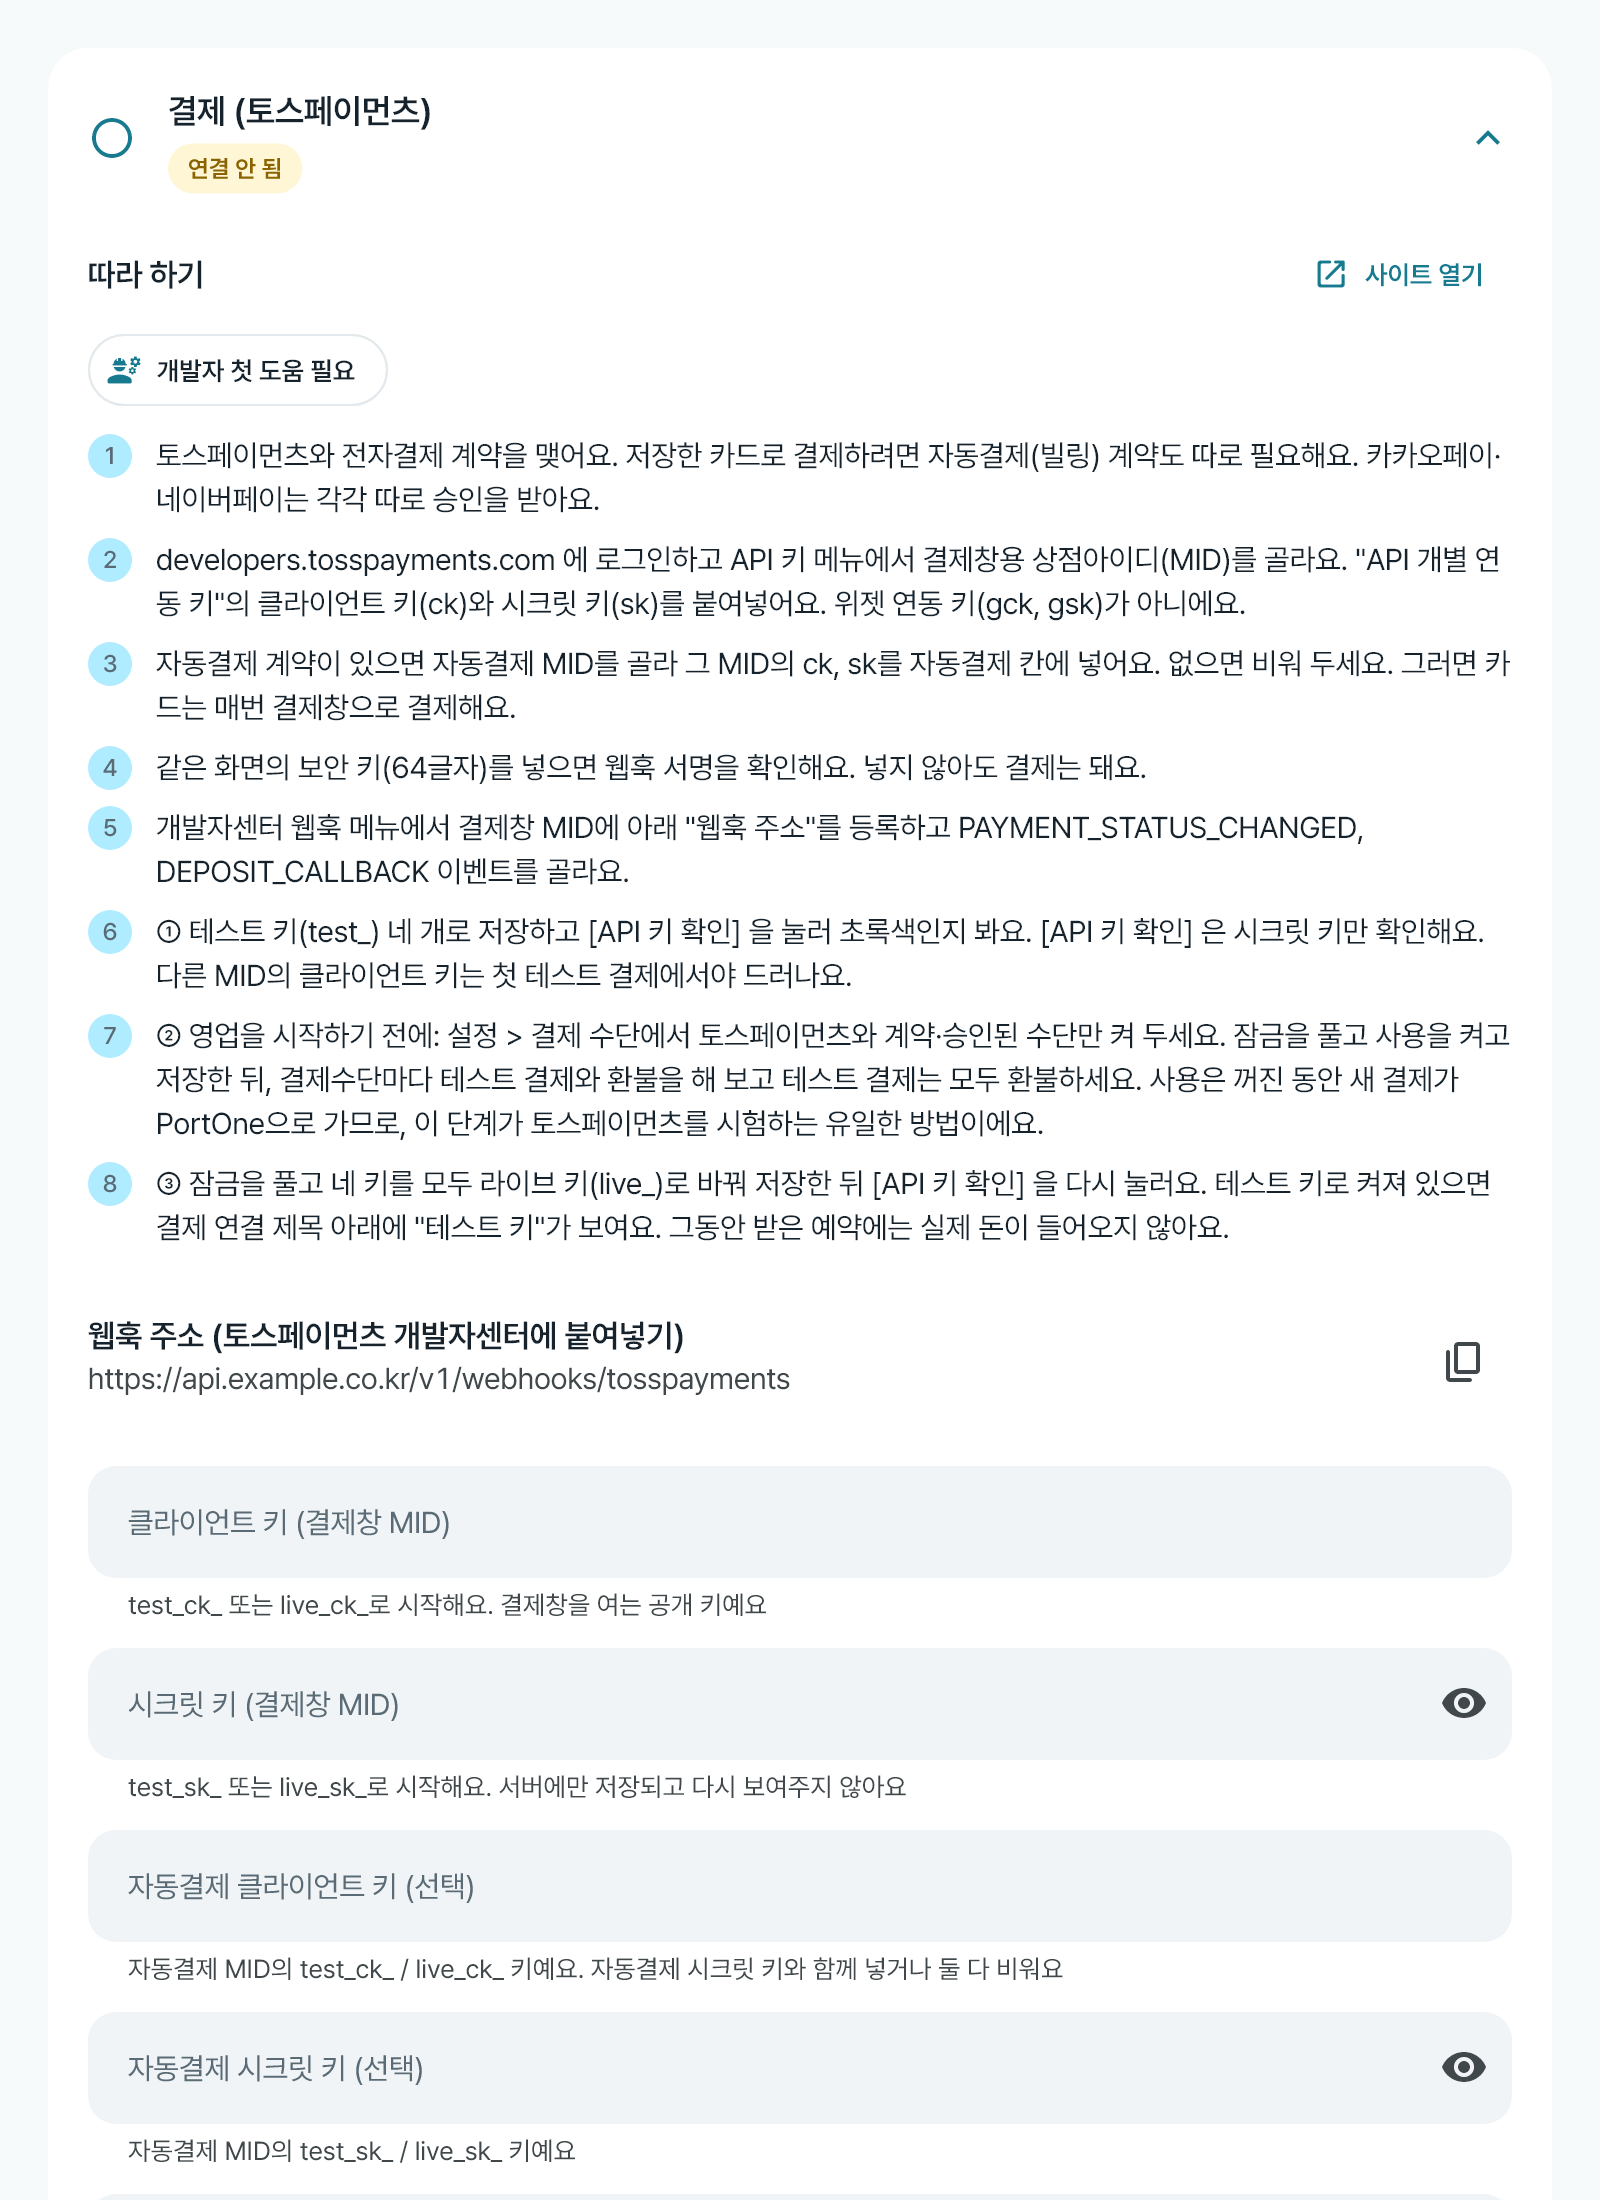 결제 (토스페이먼츠)
연결 안 됨
따라 하기
사이트 열기
개발자 첫 도움 필요
1 토스페이먼츠와 전자결제 계약을 맺어요. 저장한 카드로 결제하려면 자동결제(빌링) 계약도 따로 필요해요. 카카오페이·
네이버페이는 각각 따로 승인을 받아요.
2 developers.tosspayments.com 에 로그인하고 API 키 메뉴에서 결제창용 상점아이디(MID)를 골라요. "API 개별 연
동 키"의 클라이언트 키(ck)와 시크릿 키(sk)를 붙여넣어요. 위젯 연동 키(gck, gsk)가 아니에요.
3 자동결제 계약이 있으면 자동결제 MID를 골라 그 MID의 ck, sk를 자동결제 칸에 넣어요. 없으면 비워 두세요. 그러면 카
드는 매번 결제창으로 결제해요.
4 같은 화면의 보안 키(64글자)를 넣으면 웹훅 서명을 확인해요. 넣지 않아도 결제는 돼요.
5 개발자센터 웹훅 메뉴에서 결제창 MID에 아래 "웹훅 주소"를 등록하고 PAYMENT_STATUS_CHANGED,
DEPOSIT_CALLBACK 이벤트를 골라요.
6 ① 테스트 키(test_) 네 개로 저장하고 [API 키 확인] 을 눌러 초록색인지 봐요. [API 키 확인] 은 시크릿 키만 확인해요.
다른 MID의 클라이언트 키는 첫 테스트 결제에서야 드러나요.
7 ② 영업을 시작하기 전에: 설정 > 결제 수단에서 토스페이먼츠와 계약·승인된 수단만 켜 두세요. 잠금을 풀고 사용을 켜고
저장한 뒤, 결제수단마다 테스트 결제와 환불을 해 보고 테스트 결제는 모두 환불하세요. 사용은 꺼진 동안 새 결제가
PortOne으로 가므로, 이 단계가 토스페이먼츠를 시험하는 유일한 방법이에요.
8 ③ 잠금을 풀고 네 키를 모두 라이브 키(live_)로 바꿔 저장한 뒤 [API 키 확인] 을 다시 눌러요. 테스트 키로 켜져 있으면
결제 연결 제목 아래에 "테스트 키"가 보여요. 그동안 받은 예약에는 실제 돈이 들어오지 않아요.
웹훅 주소 (토스페이먼츠 개발자센터에 붙여넣기)
https://api.example.co.kr/v1/webhooks/tosspayments
클라이언트 키 (결제창 MID)
test_ck_ 또는 live_ck_로 시작해요. 결제창을 여는 공개 키예요
시크릿 키 (결제창 MID)
test_sk_ 또는 live_sk_로 시작해요. 서버에만 저장되고 다시 보여주지 않아요
자동결제 클라이언트 키 (선택)
자동결제 MID의 test_ck_ / live_ck_ 키예요. 자동결제 시크릿 키와 함께 넣거나 둘 다 비워요
자동결제 시크릿 키 (선택)
자동결제 MID의 test_sk_ / live_sk_ 키예요